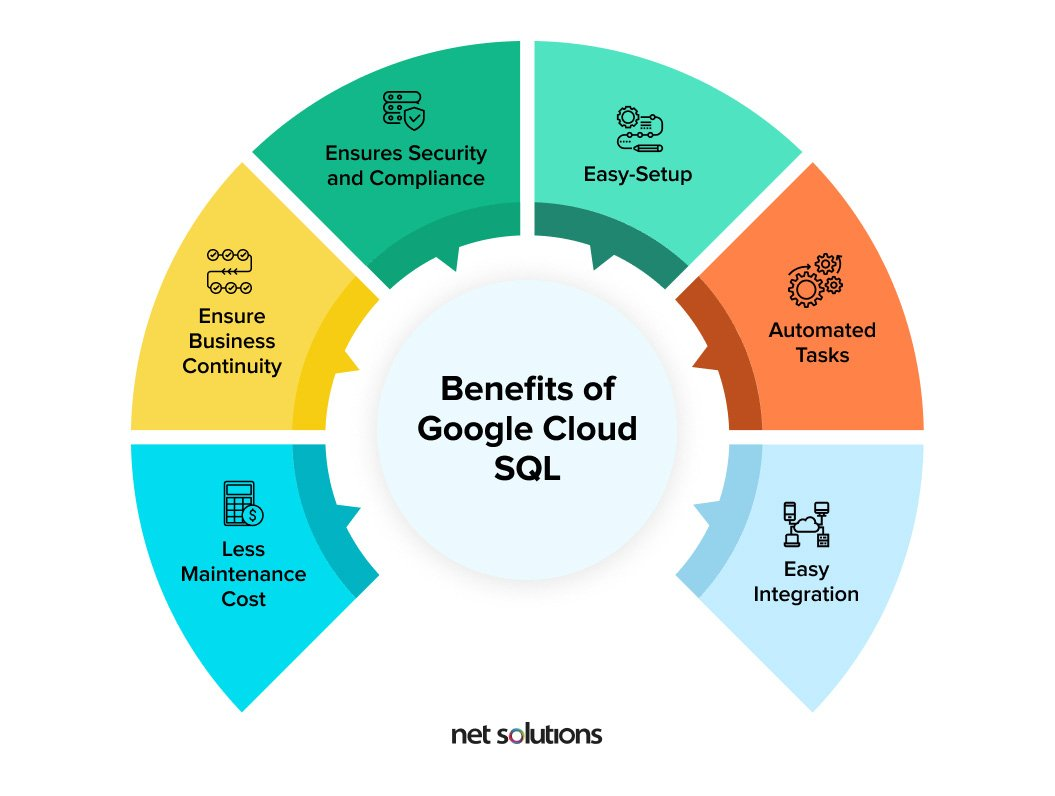 Ensures Security
and Compliance
Easy-Setup
Ensure
Business
Continuity
Automated
Tasks
Benefits of
Google Cloud
SQL
Less
Maintenance
Cost
$
Easy
Integration
net solutions